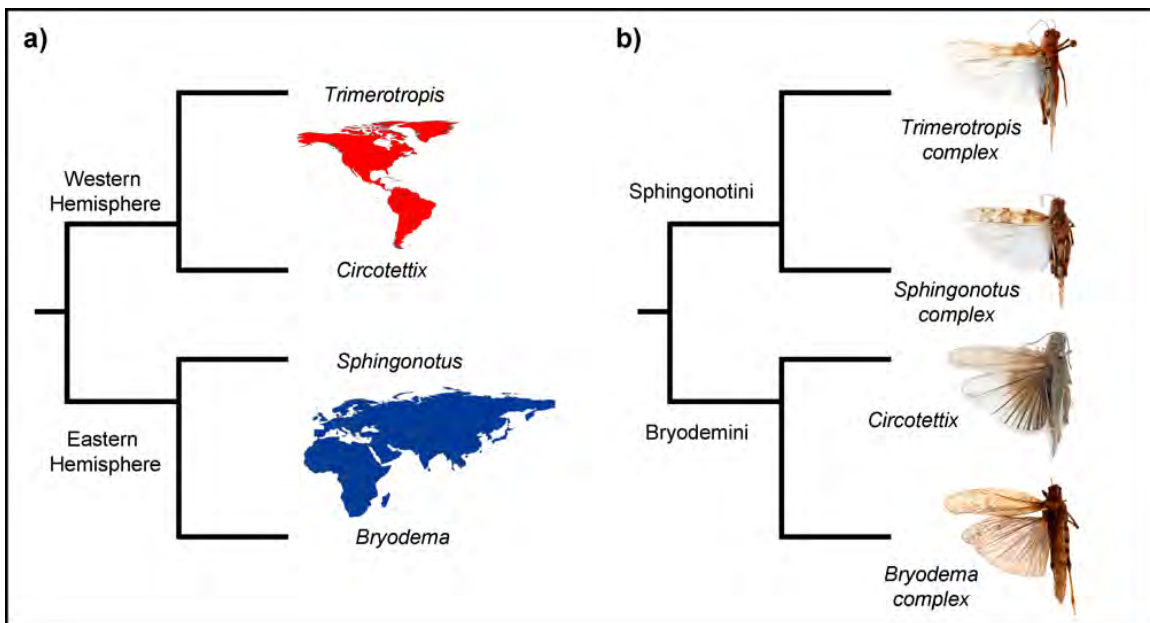 a)
Trimerotropis
Western
Hemisphere
Circotettix
Sphingonotus
Eastern
Hemisphere
Bryodema
b)
Trimerotropis
complex
Sphingonotini
Sphingonotus
complex
Circotettix
Bryodemini
Bryodema
complex